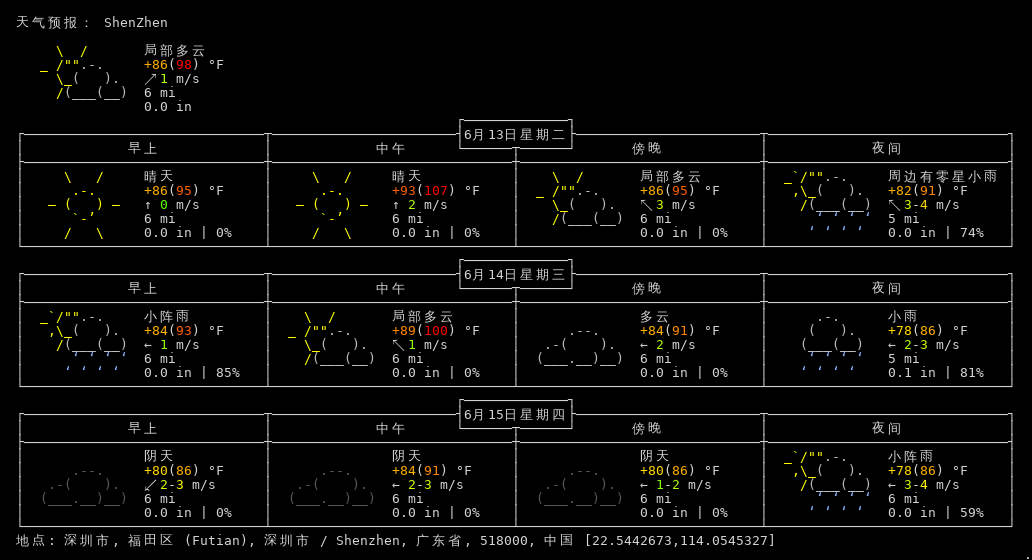 天气预报： ShenZhen
局部多云
+86(98) °F
↗1 m/s
6 mi
0.0 in
6月13日星期二
早上 中午 傍晚 夜间
晴天 晴天 局部多云 周边有零星小雨
+86(95) °F +93(107) °F +86(95) °F +82(91) °F
↑ 0 m/s ↑ 2 m/s ↖3 m/s ↖3-4 m/s
6 mi 6 mi 6 mi 5 mi
0.0 in | 0% 0.0 in | 0% 0.0 in | 0% 0.0 in | 74%
6月14日星期三
早上 中午 傍晚 夜间
小阵雨 局部多云 多云 小雨
+84(93) °F +89(100) °F +84(91) °F +78(86) °F
← 1 m/s ↖1 m/s ← 2 m/s ← 2-3 m/s
6 mi 6 mi 6 mi 5 mi
0.0 in | 85% 0.0 in | 0% 0.0 in | 0% 0.1 in | 81%
6月15日星期四
早上 中午 傍晚 夜间
阴天 阴天 阴天 小阵雨
+80(86) °F +84(91) °F +80(86) °F +78(86) °F
↙2-3 m/s ← 2-3 m/s ← 1-2 m/s ← 3-4 m/s
6 mi 6 mi 6 mi 6 mi
0.0 in | 0% 0.0 in | 0% 0.0 in | 0% 0.0 in | 59%
地点: 深圳市, 福田区 (Futian), 深圳市 / Shenzhen, 广东省, 518000, 中国 [22.5442673,114.0545327]